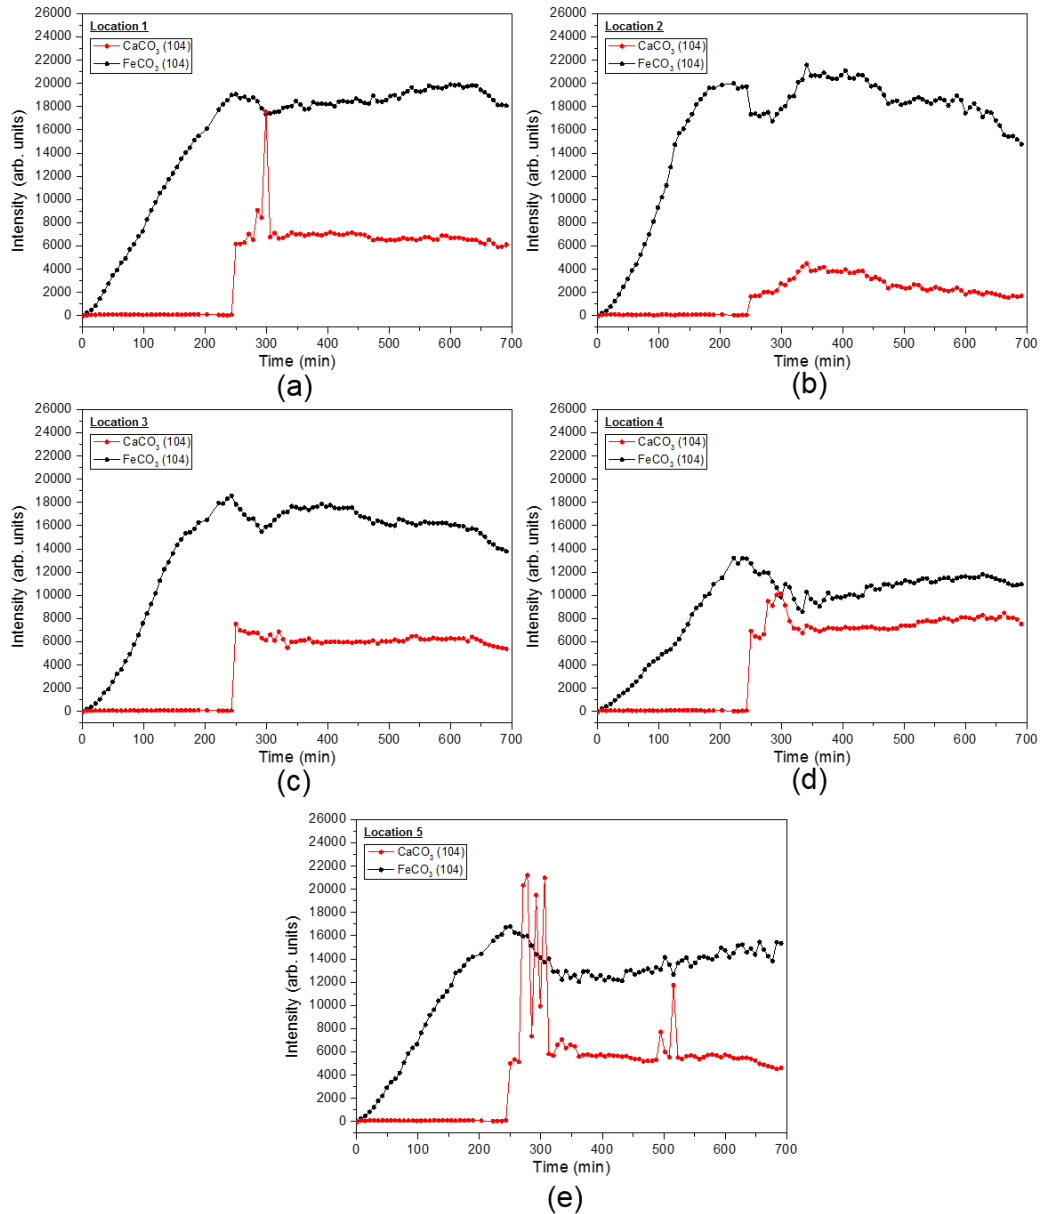 26000
24000
22000
20000
18000
16000
14000
12000
10000
8000
6000
4000
2000
0
Intensity (arb. units)
Location 1
CaCO₃ (104)
FeCO₃ (104)
0 100 200 300 400 500 600 700
Time (min)
(a)
26000
24000
22000
20000
18000
16000
14000
12000
10000
8000
6000
4000
2000
0
Intensity (arb. units)
Location 2
CaCO₃ (104)
FeCO₃ (104)
0 100 200 300 400 500 600 700
Time (min)
(b)
26000
24000
22000
20000
18000
16000
14000
12000
10000
8000
6000
4000
2000
0
Intensity (arb. units)
Location 3
CaCO₃ (104)
FeCO₃ (104)
0 100 200 300 400 500 600 700
Time (min)
(c)
26000
24000
22000
20000
18000
16000
14000
12000
10000
8000
6000
4000
2000
0
Intensity (arb. units)
Location 4
CaCO₃ (104)
FeCO₃ (104)
0 100 200 300 400 500 600 700
Time (min)
(d)
26000
24000
22000
20000
18000
16000
14000
12000
10000
8000
6000
4000
2000
0
Intensity (arb. units)
Location 5
CaCO₃ (104)
FeCO₃ (104)
0 100 200 300 400 500 600 700
Time (min)
(e)